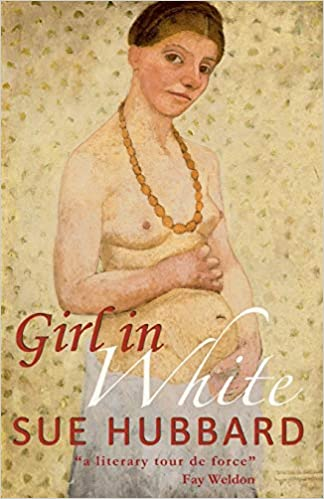 Girl in
White
SUE HUBBARD
“a literary tour de force”
Fay Weldon